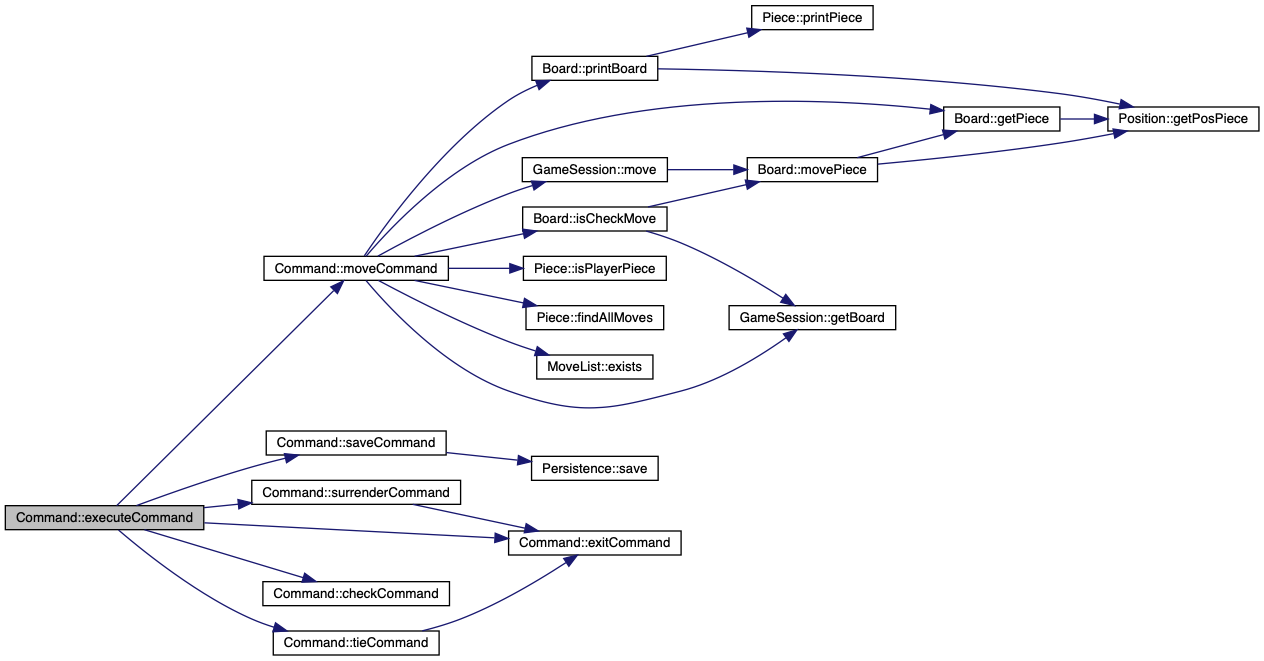 Piece::printPiece
Board::printBoard
Board::getPiece
Position::getPosPiece
GameSession::move
Board::movePiece
Board::isCheckMove
Command::moveCommand
Piece::isPlayerPiece
Piece::findAllMoves
GameSession::getBoard
MoveList::exists
Command::saveCommand
Persistence::save
Command::surrenderCommand
Command::executeCommand
Command::exitCommand
Command::checkCommand
Command::tieCommand